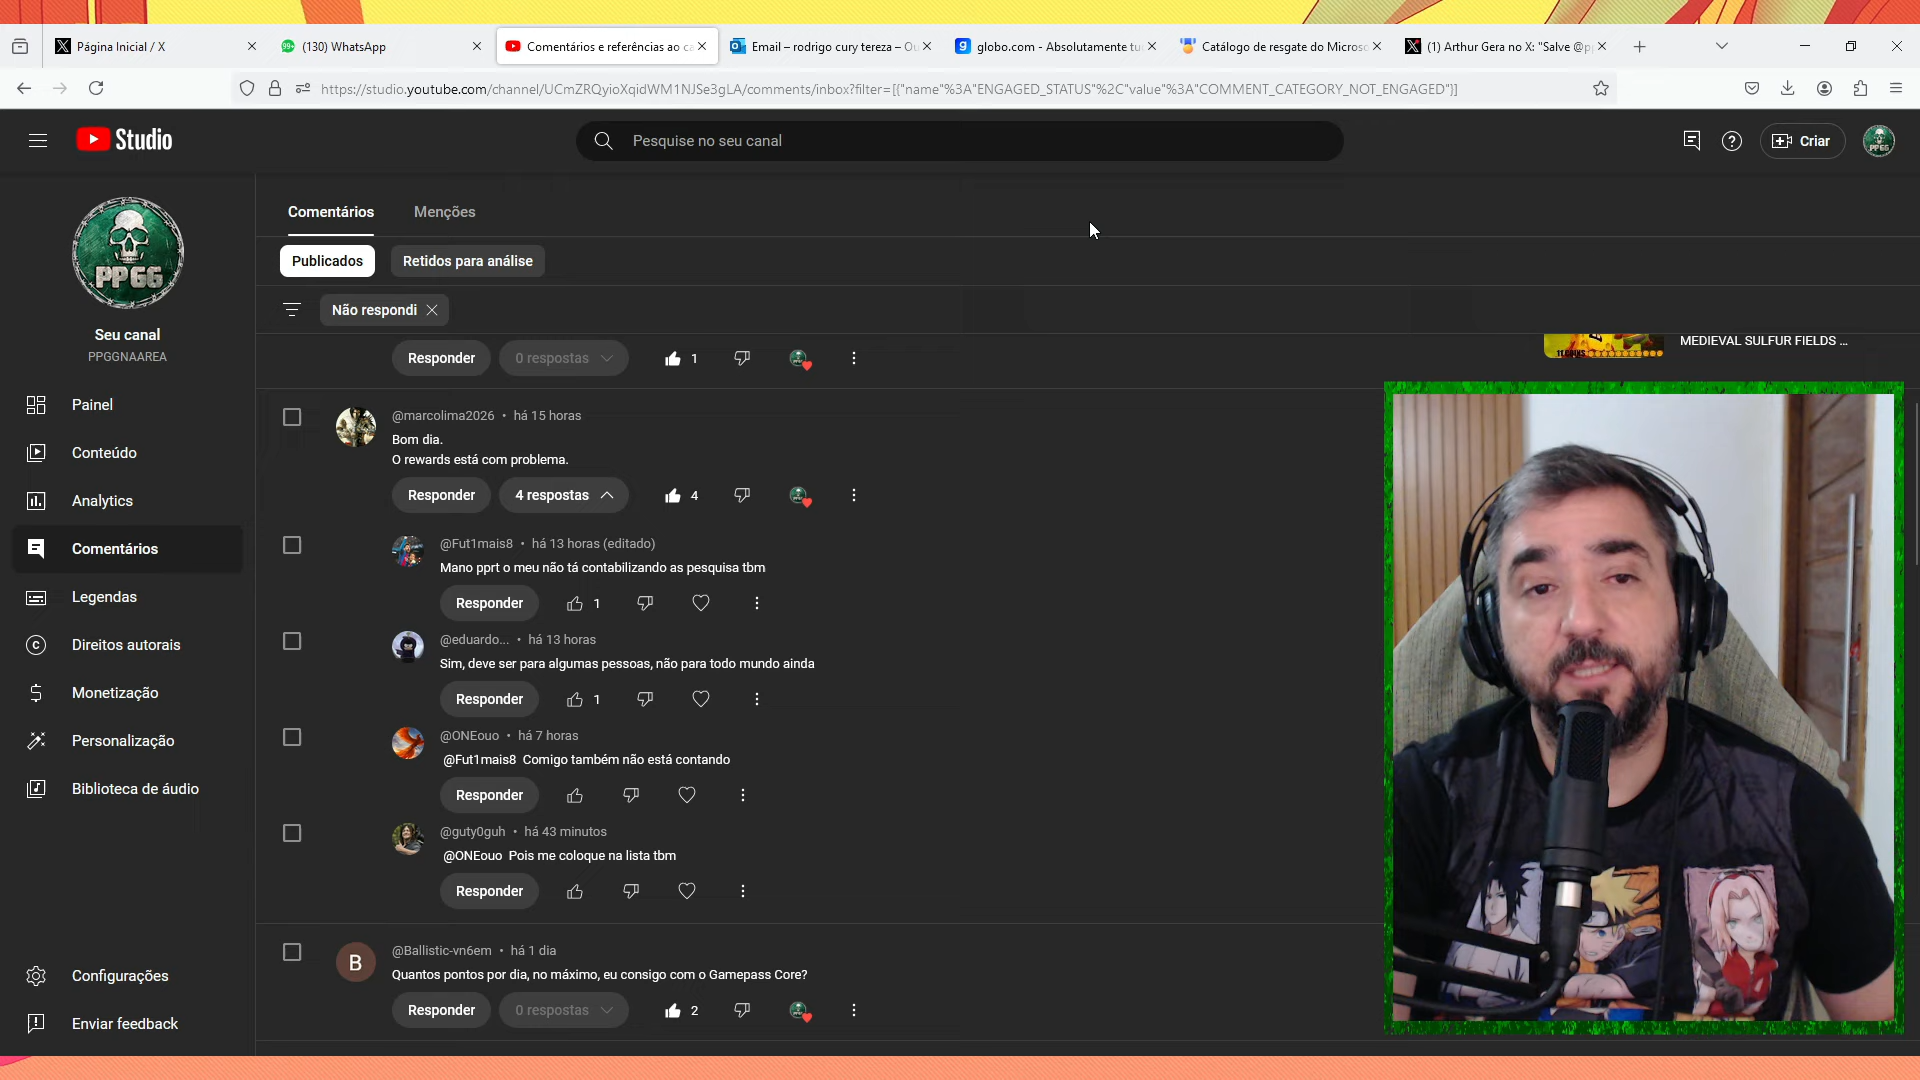 Página Inicial / X
(130) WhatsApp
Comentários e referências ao ca
Email – rodrigo cury tereza – Ou
globo.com - Absolutamente tu
Catálogo de resgate do Microso
(1) Arthur Gera no X: "Salve @pp
https://studio.youtube.com/channel/UCmZRQyioXqidWM1NJSe3gLA/comments/inbox?filter=[{"name"%3A"ENGAGED_STATUS"%2C"value"%3A"COMMENT_CATEGORY_NOT_ENGAGED"}]
Studio
Pesquise no seu canal
Criar
PPGG
Seu canal
PPGGNAAREA
Painel
Conteúdo
Analytics
Comentários
Legendas
Direitos autorais
Monetização
Personalização
Biblioteca de áudio
Configurações
Enviar feedback
Comentários
Menções
Publicados
Retidos para análise
Não respondi
MEDIEVAL SULFUR FIELDS ...
Responder
0 respostas
1
@marcolima2026 • há 15 horas
Bom dia.
O rewards está com problema.
Responder
4 respostas
4
@Fut1mais8 • há 13 horas (editado)
Mano pprt o meu não tá contabilizando as pesquisa tbm
Responder
1
@eduardo... • há 13 horas
Sim, deve ser para algumas pessoas, não para todo mundo ainda
Responder
1
@ONEouo • há 7 horas
@Fut1mais8 Comigo também não está contando
Responder
@guty0guh • há 43 minutos
@ONEouo Pois me coloque na lista tbm
Responder
B
@Ballistic-vn6em • há 1 dia
Quantos pontos por dia, no máximo, eu consigo com o Gamepass Core?
Responder
0 respostas
2